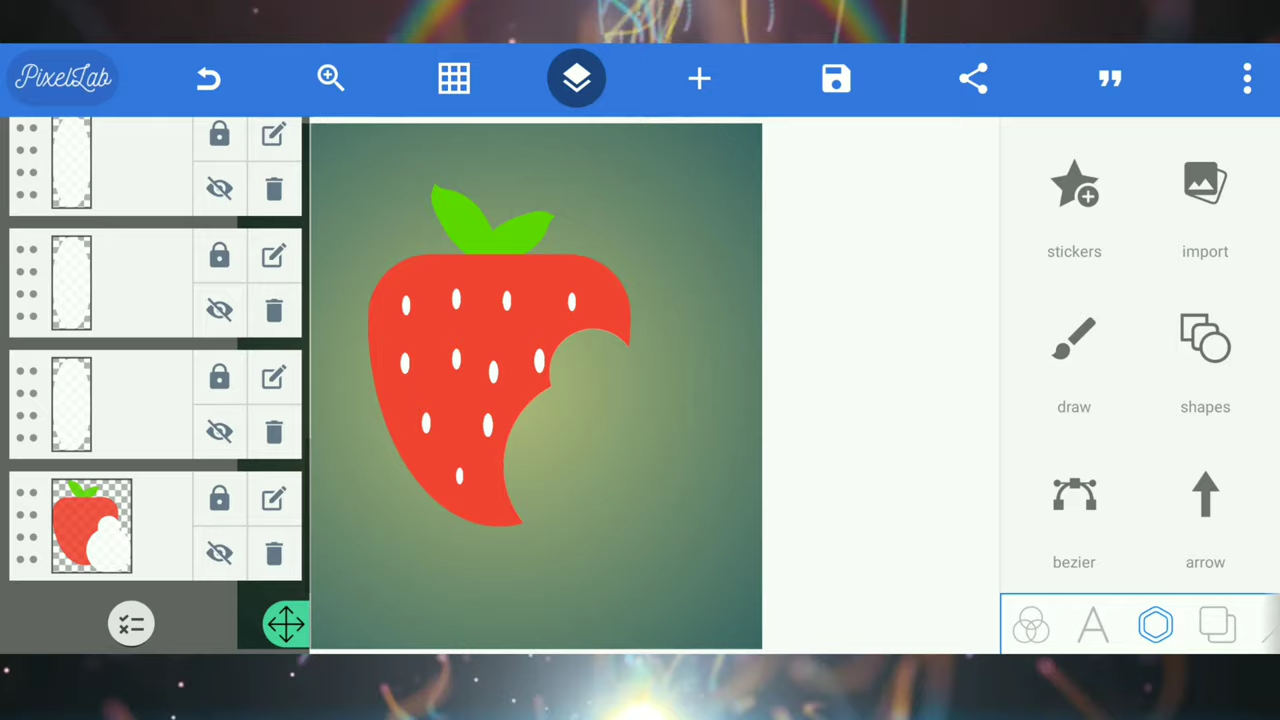 PixelLab
stickers
import
draw
shapes
bezier
arrow